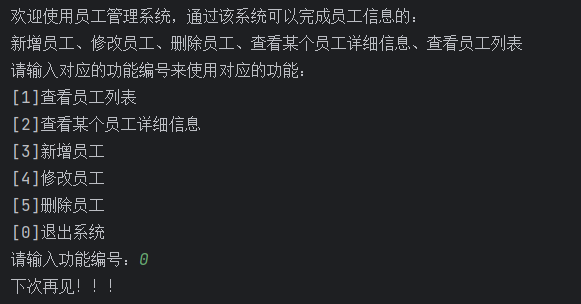 欢迎使用员工管理系统，通过该系统可以完成员工信息的：
新增员工、修改员工、删除员工、查看某个员工详细信息、查看员工列表
请输入对应的功能编号来使用对应的功能：
[1]查看员工列表
[2]查看某个员工详细信息
[3]新增员工
[4]修改员工
[5]删除员工
[0]退出系统
请输入功能编号：0
下次再见！！！